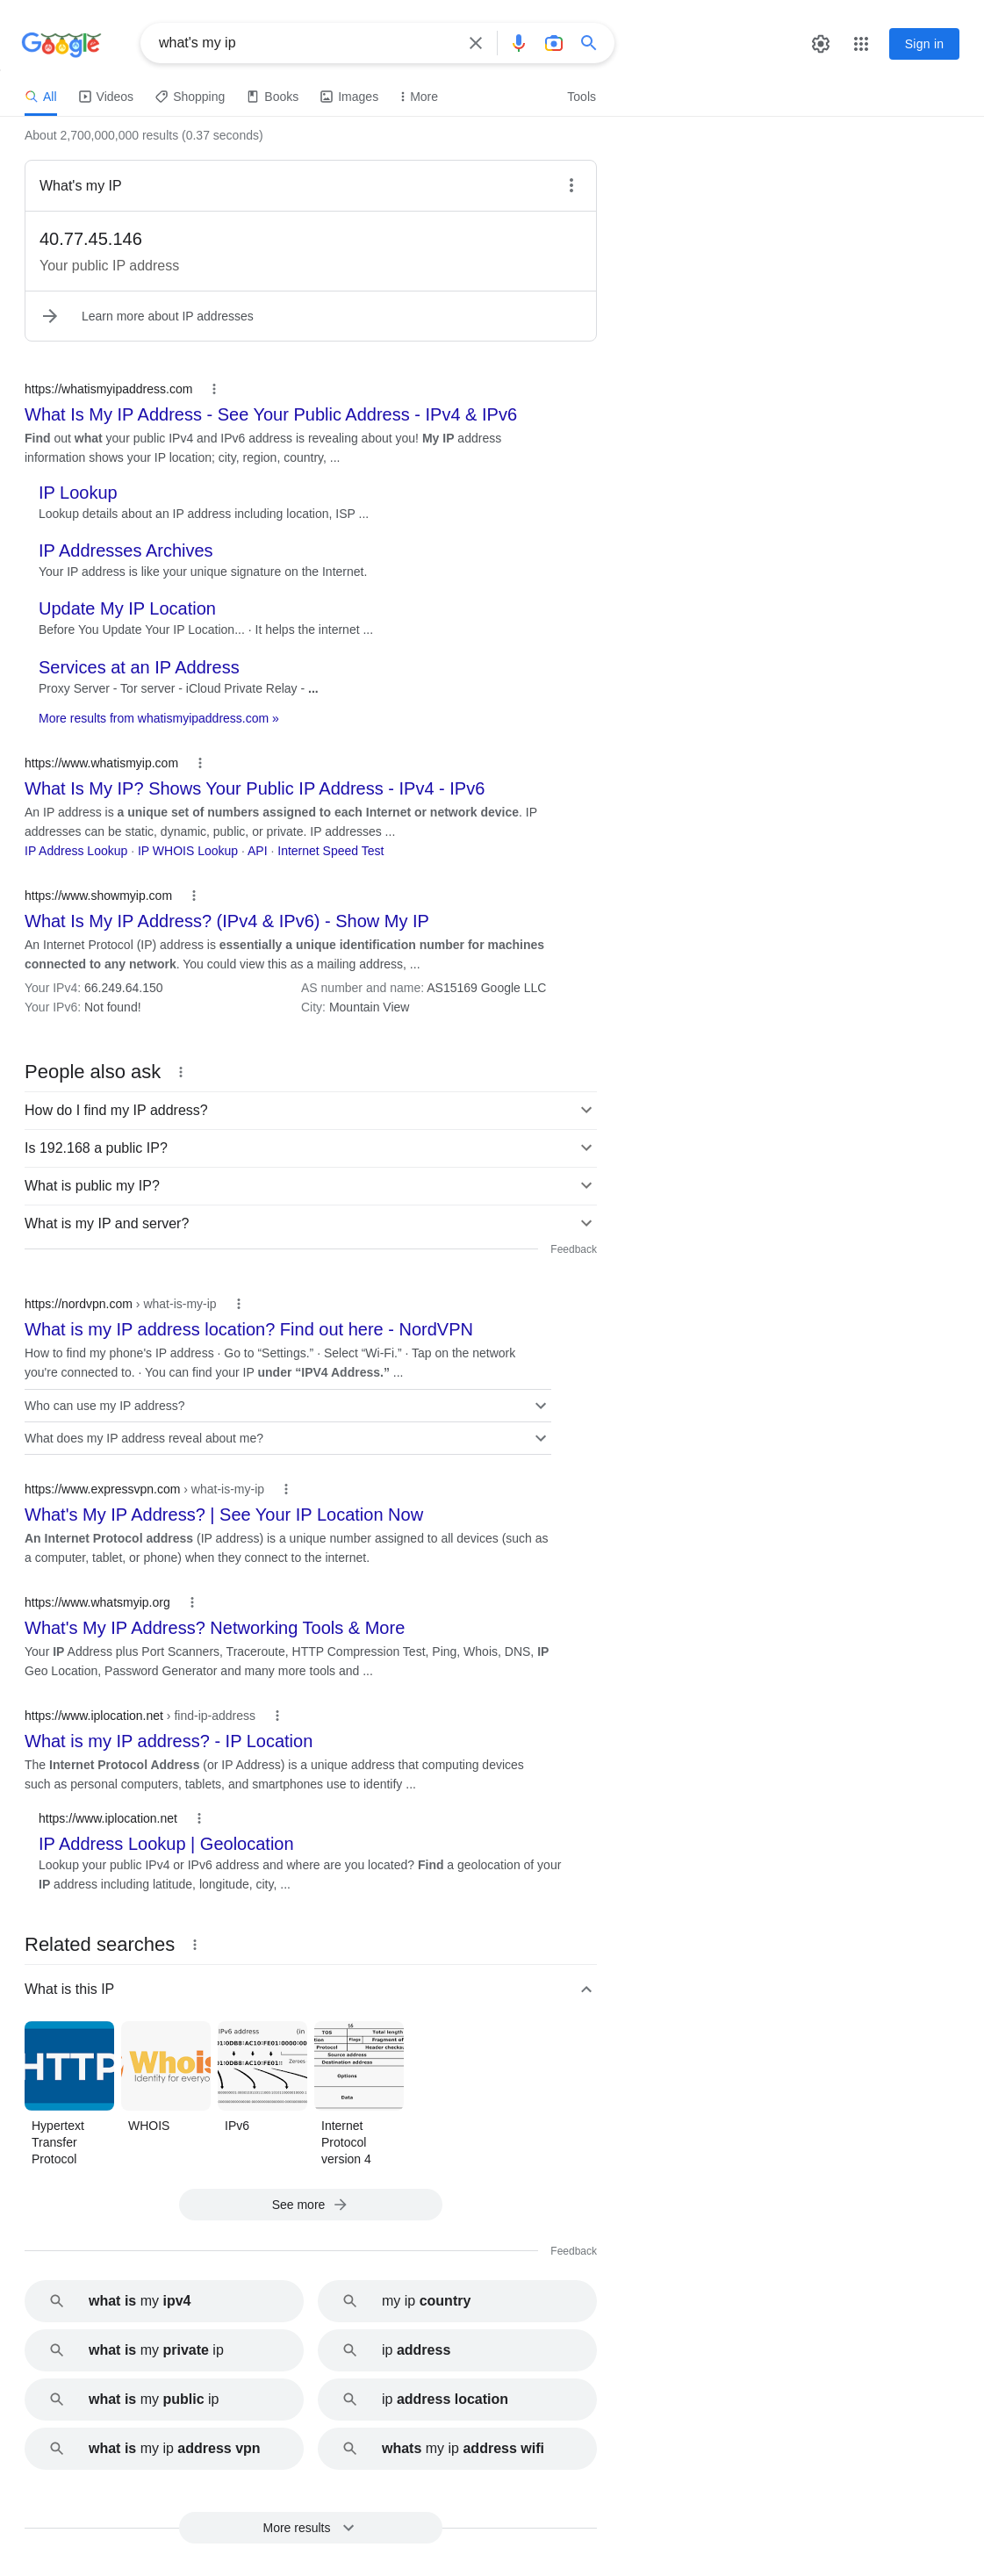 Google
what's my ip
Sign in
All
Videos
Shopping
Books
Images
More
Tools
About 2,700,000,000 results (0.37 seconds)
What's my IP
40.77.45.146
Your public IP address
Learn more about IP addresses
https://whatismyipaddress.com
What Is My IP Address - See Your Public Address - IPv4 & IPv6
Find out what your public IPv4 and IPv6 address is revealing about you! My IP address
information shows your IP location; city, region, country, ...
IP Lookup
Lookup details about an IP address including location, ISP ...
IP Addresses Archives
Your IP address is like your unique signature on the Internet.
Update My IP Location
Before You Update Your IP Location... · It helps the internet ...
Services at an IP Address
Proxy Server - Tor server - iCloud Private Relay - ...
More results from whatismyipaddress.com »
https://www.whatismyip.com
What Is My IP? Shows Your Public IP Address - IPv4 - IPv6
An IP address is a unique set of numbers assigned to each Internet or network device. IP
addresses can be static, dynamic, public, or private. IP addresses ...
IP Address Lookup · IP WHOIS Lookup · API · Internet Speed Test
https://www.showmyip.com
What Is My IP Address? (IPv4 & IPv6) - Show My IP
An Internet Protocol (IP) address is essentially a unique identification number for machines
connected to any network. You could view this as a mailing address, ...
Your IPv4: 66.249.64.150
AS number and name: AS15169 Google LLC
Your IPv6: Not found!
City: Mountain View
People also ask
How do I find my IP address?
Is 192.168 a public IP?
What is public my IP?
What is my IP and server?
Feedback
https://nordvpn.com › what-is-my-ip
What is my IP address location? Find out here - NordVPN
How to find my phone's IP address · Go to “Settings.” · Select “Wi-Fi.” · Tap on the network
you're connected to. · You can find your IP under “IPV4 Address.” ...
Who can use my IP address?
What does my IP address reveal about me?
https://www.expressvpn.com › what-is-my-ip
What's My IP Address? | See Your IP Location Now
An Internet Protocol address (IP address) is a unique number assigned to all devices (such as
a computer, tablet, or phone) when they connect to the internet.
https://www.whatsmyip.org
What's My IP Address? Networking Tools & More
Your IP Address plus Port Scanners, Traceroute, HTTP Compression Test, Ping, Whois, DNS, IP
Geo Location, Password Generator and many more tools and ...
https://www.iplocation.net › find-ip-address
What is my IP address? - IP Location
The Internet Protocol Address (or IP Address) is a unique address that computing devices
such as personal computers, tablets, and smartphones use to identify ...
https://www.iplocation.net
IP Address Lookup | Geolocation
Lookup your public IPv4 or IPv6 address and where are you located? Find a geolocation of your
IP address including latitude, longitude, city, ...
Related searches
What is this IP
HTTP
Whois
Identity for everyo
IPv6 address (in
Zeroes
16
TOS
Total length
Flags
Fragment of
Protocol
Header checks
Source address
Destination address
Options
Data
Hypertext
Transfer
Protocol
WHOIS
IPv6
Internet
Protocol
version 4
See more
Feedback
what is my ipv4
my ip country
what is my private ip
ip address
what is my public ip
ip address location
what is my ip address vpn
whats my ip address wifi
More results